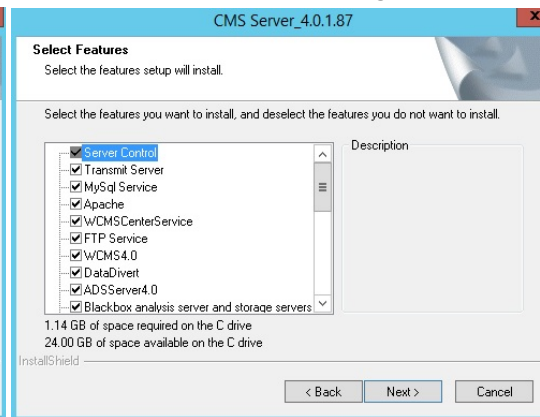 CMS Server_4.0.1.87
x
Select Features
Select the features setup will install.
Select the features you want to install, and deselect the features you do not want to install.
Server Control
Description
Transmit Server
MySql Service
Apache
WCMSCenterService
FTP Service
WCMS4.0
DataDivert
ADSServer4.0
Blackbox analysis server and storage servers
1.14 GB of space required on the C drive
24.00 GB of space available on the C drive
InstallShield
< Back
Next >
Cancel